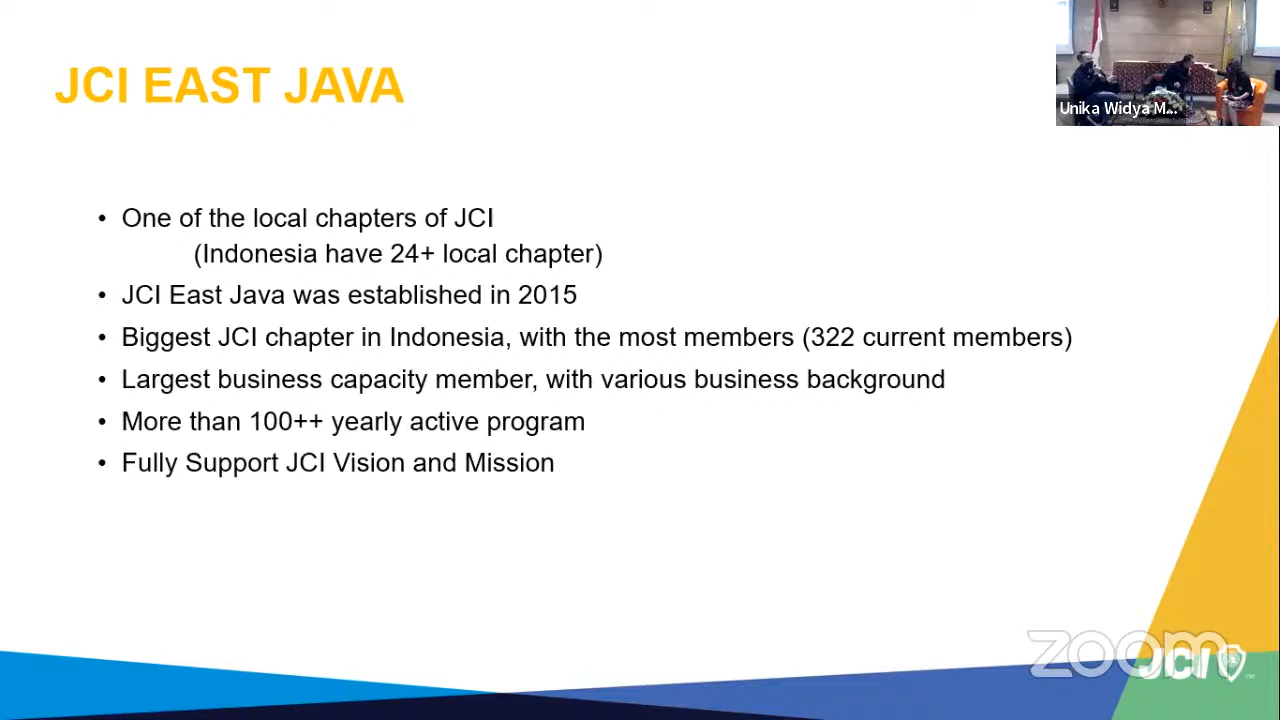 JCI EAST JAVA
Unika Widya M...
• One of the local chapters of JCI
(Indonesia have 24+ local chapter)
• JCI East Java was established in 2015
• Biggest JCI chapter in Indonesia, with the most members (322 current members)
• Largest business capacity member, with various business background
• More than 100++ yearly active program
• Fully Support JCI Vision and Mission
zoom
JCI